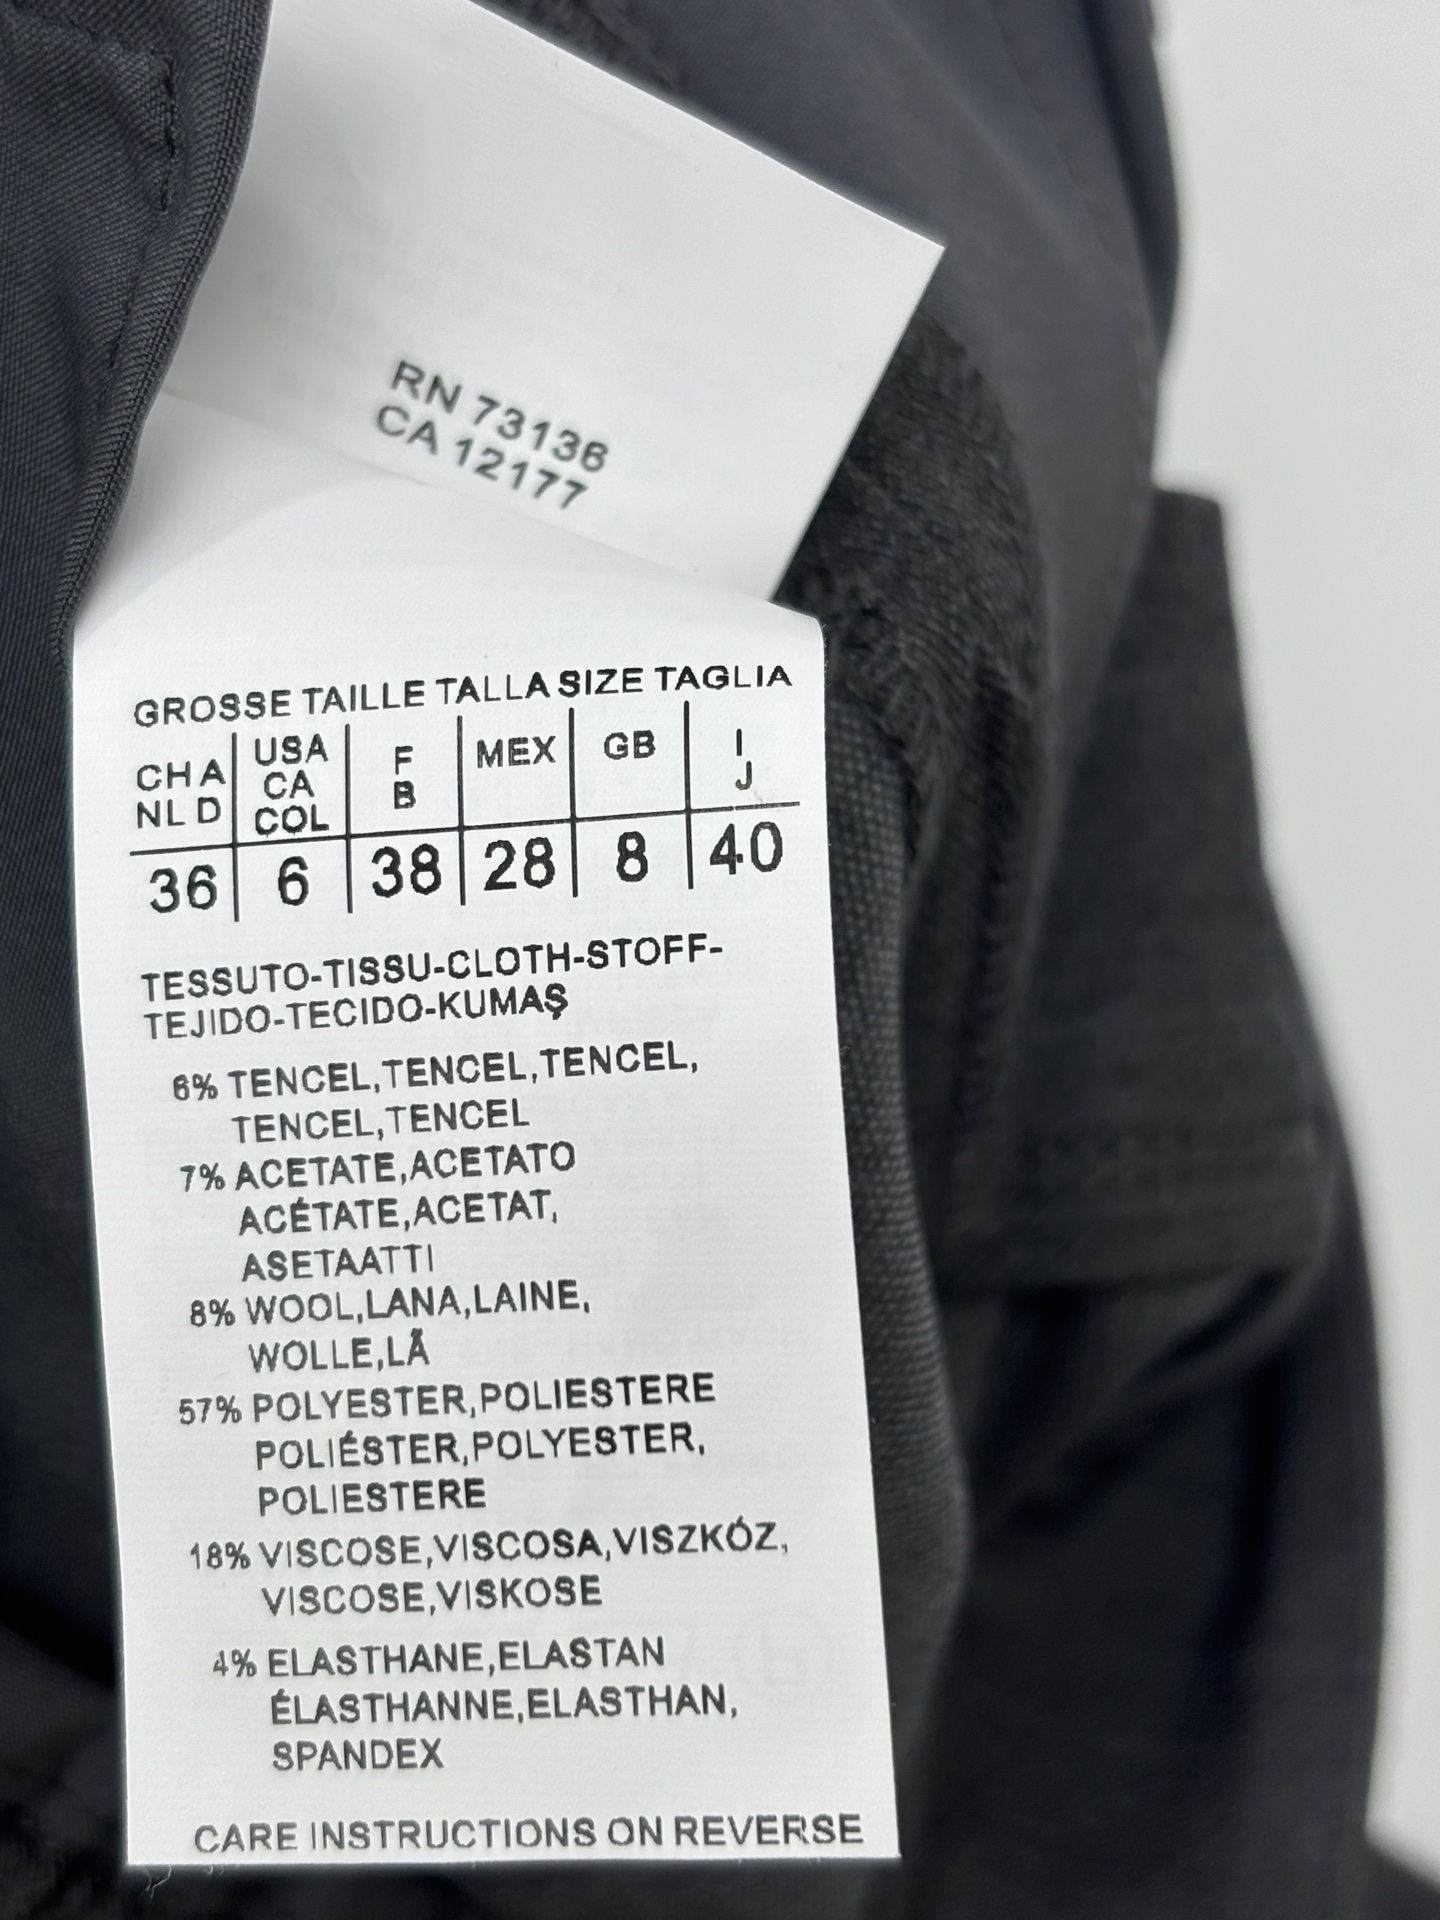 RN 73136
CA 12177
GROSSE TAILLE TALLA SIZE TAGLIA
CH A NL D | USA CA COL | F B | MEX | GB | I J
36 | 6 | 38 | 28 | 8 | 40
TESSUTO-TISSU-CLOTH-STOFF-
TEJIDO-TECIDO-KUMAŞ
6% TENCEL,TENCEL,TENCEL,
TENCEL,TENCEL
7% ACETATE,ACETATO
ACÉTATE,ACETAT,
ASETAATTI
8% WOOL,LANA,LAINE,
WOLLE,LÃ
57% POLYESTER,POLIESTERE
POLIÉSTER,POLYESTER,
POLIESTERE
18% VISCOSE,VISCOSA,VISZKÓZ,
VISCOSE,VISKOSE
4% ELASTHANE,ELASTAN
ÉLASTHANNE,ELASTHAN,
SPANDEX
CARE INSTRUCTIONS ON REVERSE